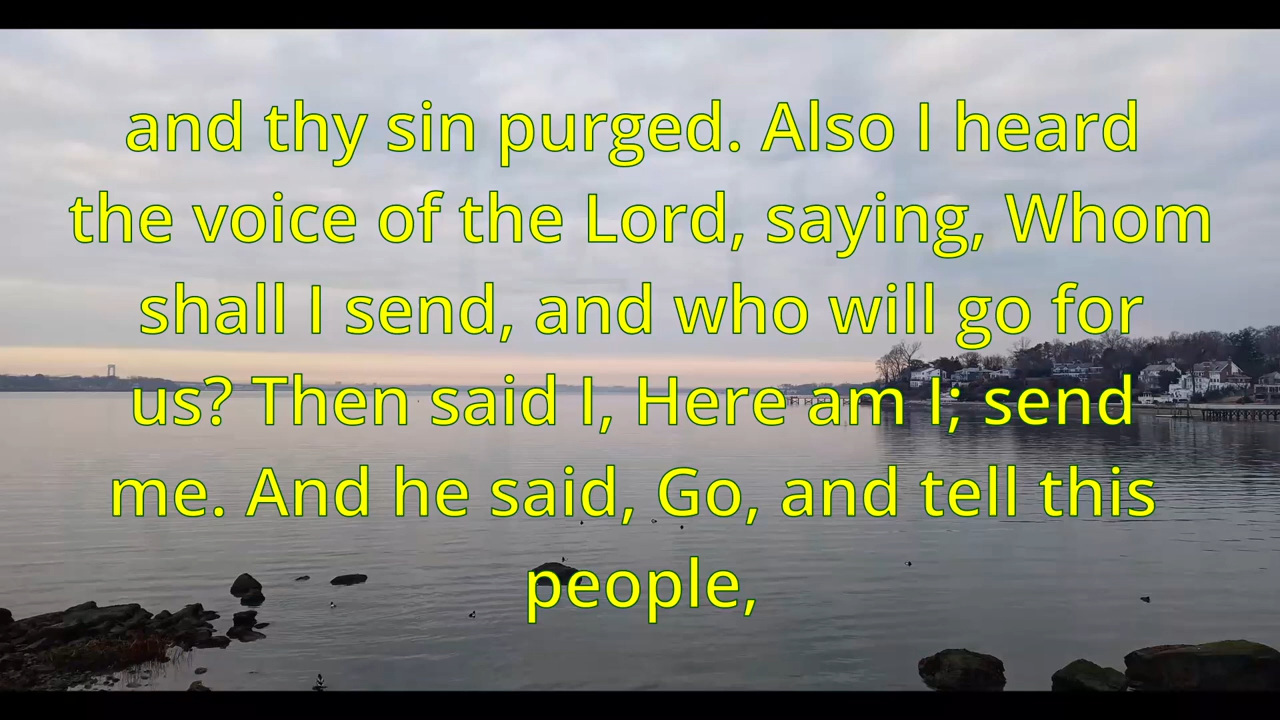 and thy sin purged. Also I heard
the voice of the Lord, saying, Whom
shall I send, and who will go for
us? Then said I, Here am I; send
me. And he said, Go, and tell this
people,